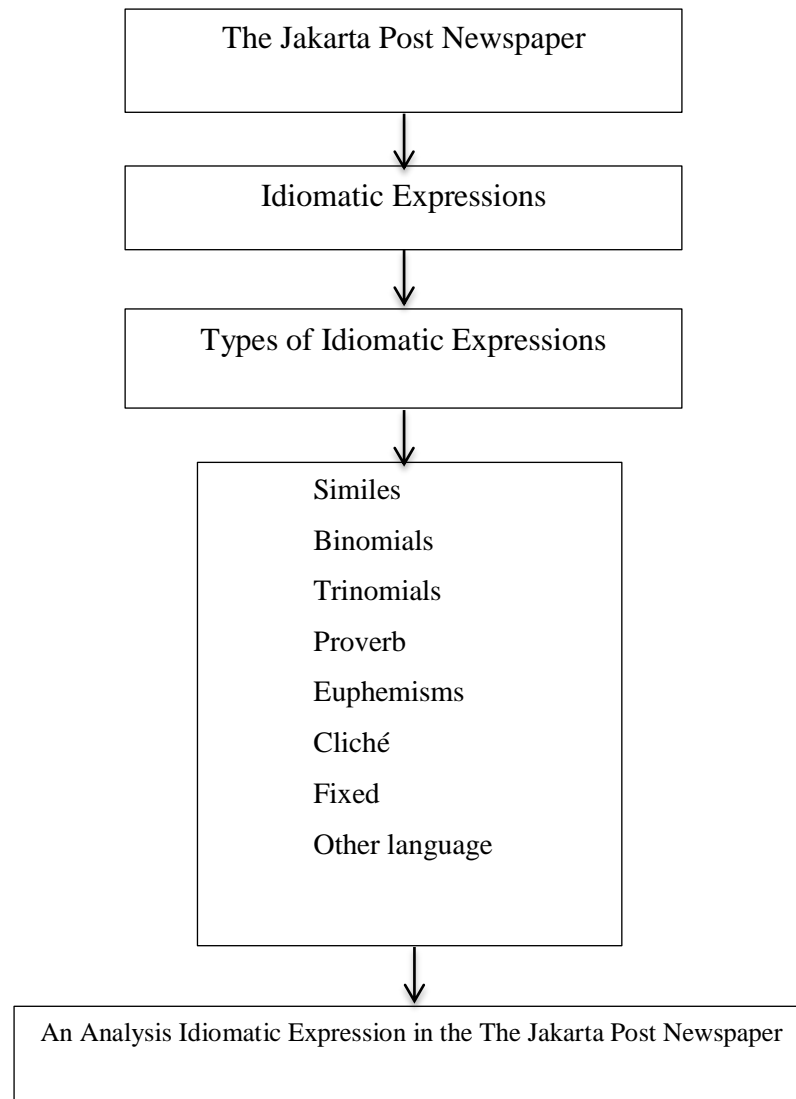 The Jakarta Post Newspaper
Idiomatic Expressions
Types of Idiomatic Expressions
Similes
Binomials
Trinomials
Proverb
Euphemisms
Cliché
Fixed
Other language
An Analysis Idiomatic Expression in the The Jakarta Post Newspaper